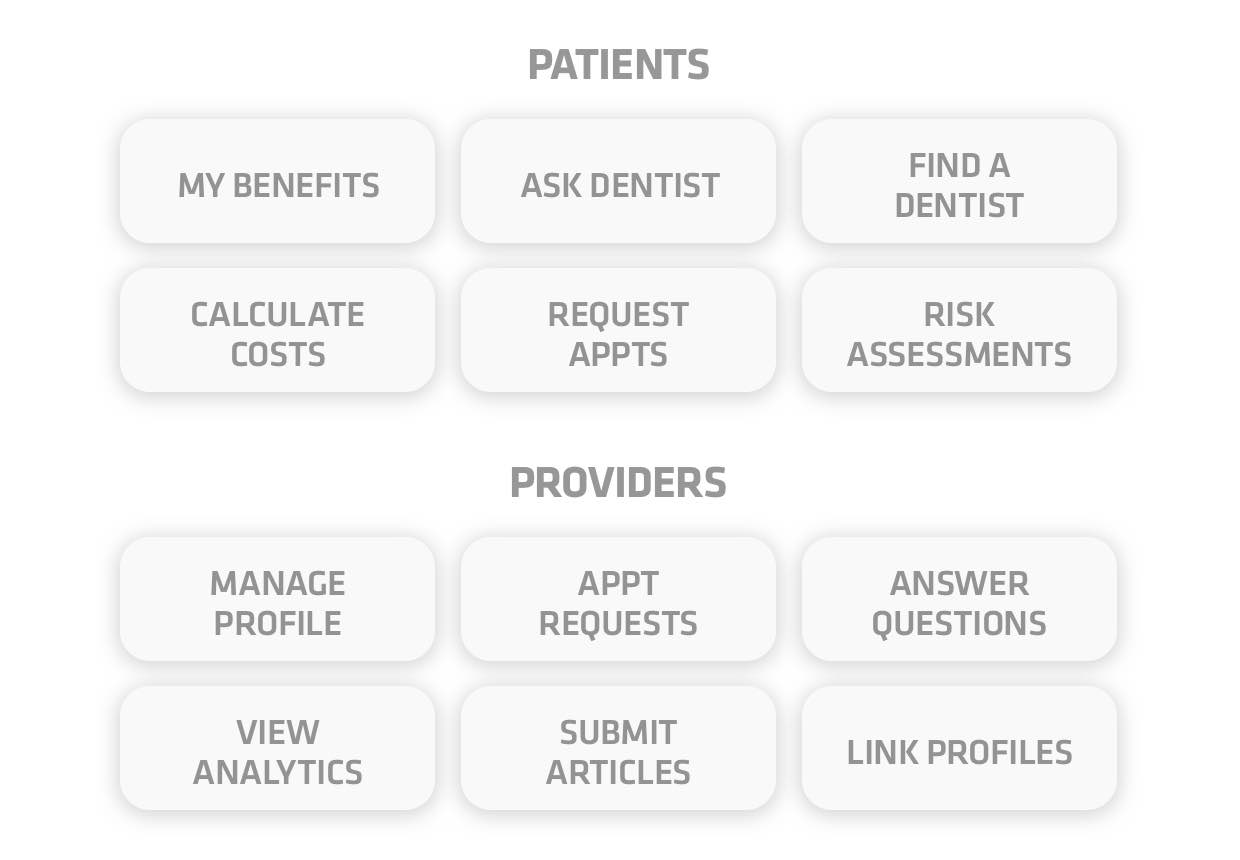 PATIENTS
MY BENEFITS
ASK DENTIST
FIND A
DENTIST
CALCULATE
COSTS
REQUEST
APPTS
RISK
ASSESSMENTS
PROVIDERS
MANAGE
PROFILE
APPT
REQUESTS
ANSWER
QUESTIONS
VIEW
ANALYTICS
SUBMIT
ARTICLES
LINK PROFILES